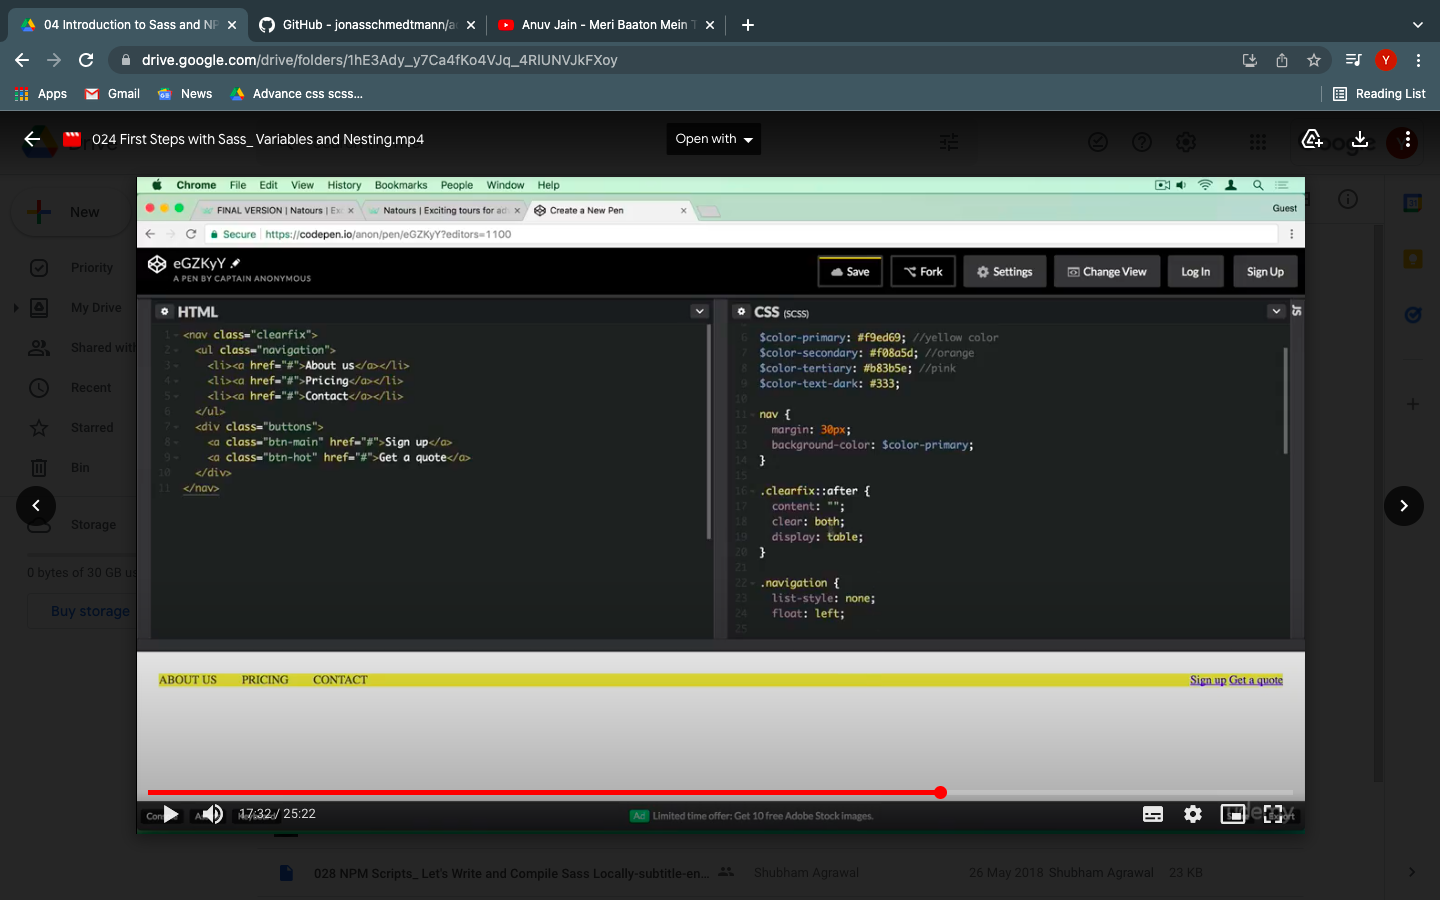 04 Introduction to Sass and NP
GitHub - jonasschmedtmann/a
Anuv Jain - Meri Baaton Mein T
drive.google.com/drive/folders/1hE3Ady_y7Ca4fKo4VJq_4RIUNVJkFXoy
Y
Apps
Gmail
News
Advance css scss...
Reading List
024 First Steps with Sass_ Variables and Nesting.mp4
Open with
New
Priority
My Drive
Shared with
Recent
Starred
Bin
Storage
0 bytes of 30 GB us
Buy storage
Chrome File Edit View History Bookmarks People Window Help
FINAL VERSION | Natours | Ex
Natours | Exciting tours for ad
Create a New Pen
Guest
Secure https://codepen.io/anon/pen/eGZKyY?editors=1100
eGZKyY
A PEN BY CAPTAIN ANONYMOUS
Save
Fork
Settings
Change View
Log In
Sign Up
HTML
1 <nav class="clearfix">
2 <ul class="navigation">
3 <li><a href="#">About us</a></li>
4 <li><a href="#">Pricing</a></li>
5 <li><a href="#">Contact</a></li>
6 </ul>
7 <div class="buttons">
8 <a class="btn-main" href="#">Sign up</a>
9 <a class="btn-hot" href="#">Get a quote</a>
10 </div>
11 </nav>
CSS (SCSS)
JS
6 $color-primary: #f9ed69; //yellow color
7 $color-secondary: #f08a5d; //orange
8 $color-tertiary: #b83b5e; //pink
9 $color-text-dark: #333;
10
11 nav {
12 margin: 30px;
13 background-color: $color-primary;
14 }
15
16 .clearfix::after {
17 content: "";
18 clear: both;
19 display: table;
20 }
21
22 .navigation {
23 list-style: none;
24 float: left;
25
ABOUT US PRICING CONTACT
Sign up Get a quote
17:32 / 25:22
Ad Limited time offer: Get 10 free Adobe Stock images.
udemy
028 NPM Scripts_ Let's Write and Compile Sass Locally-subtitle-en...
Shubham Agrawal
26 May 2018 Shubham Agrawal
23 KB